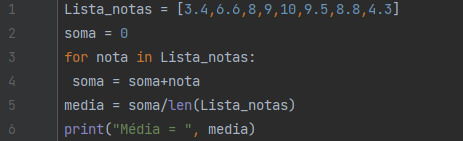 1 Lista_notas = [3.4,6.6,8,9,10,9.5,8.8,4.3]
2 soma = 0
3 for nota in Lista_notas:
4  soma = soma+nota
5 media = soma/len(Lista_notas)
6 print("Média = ", media)